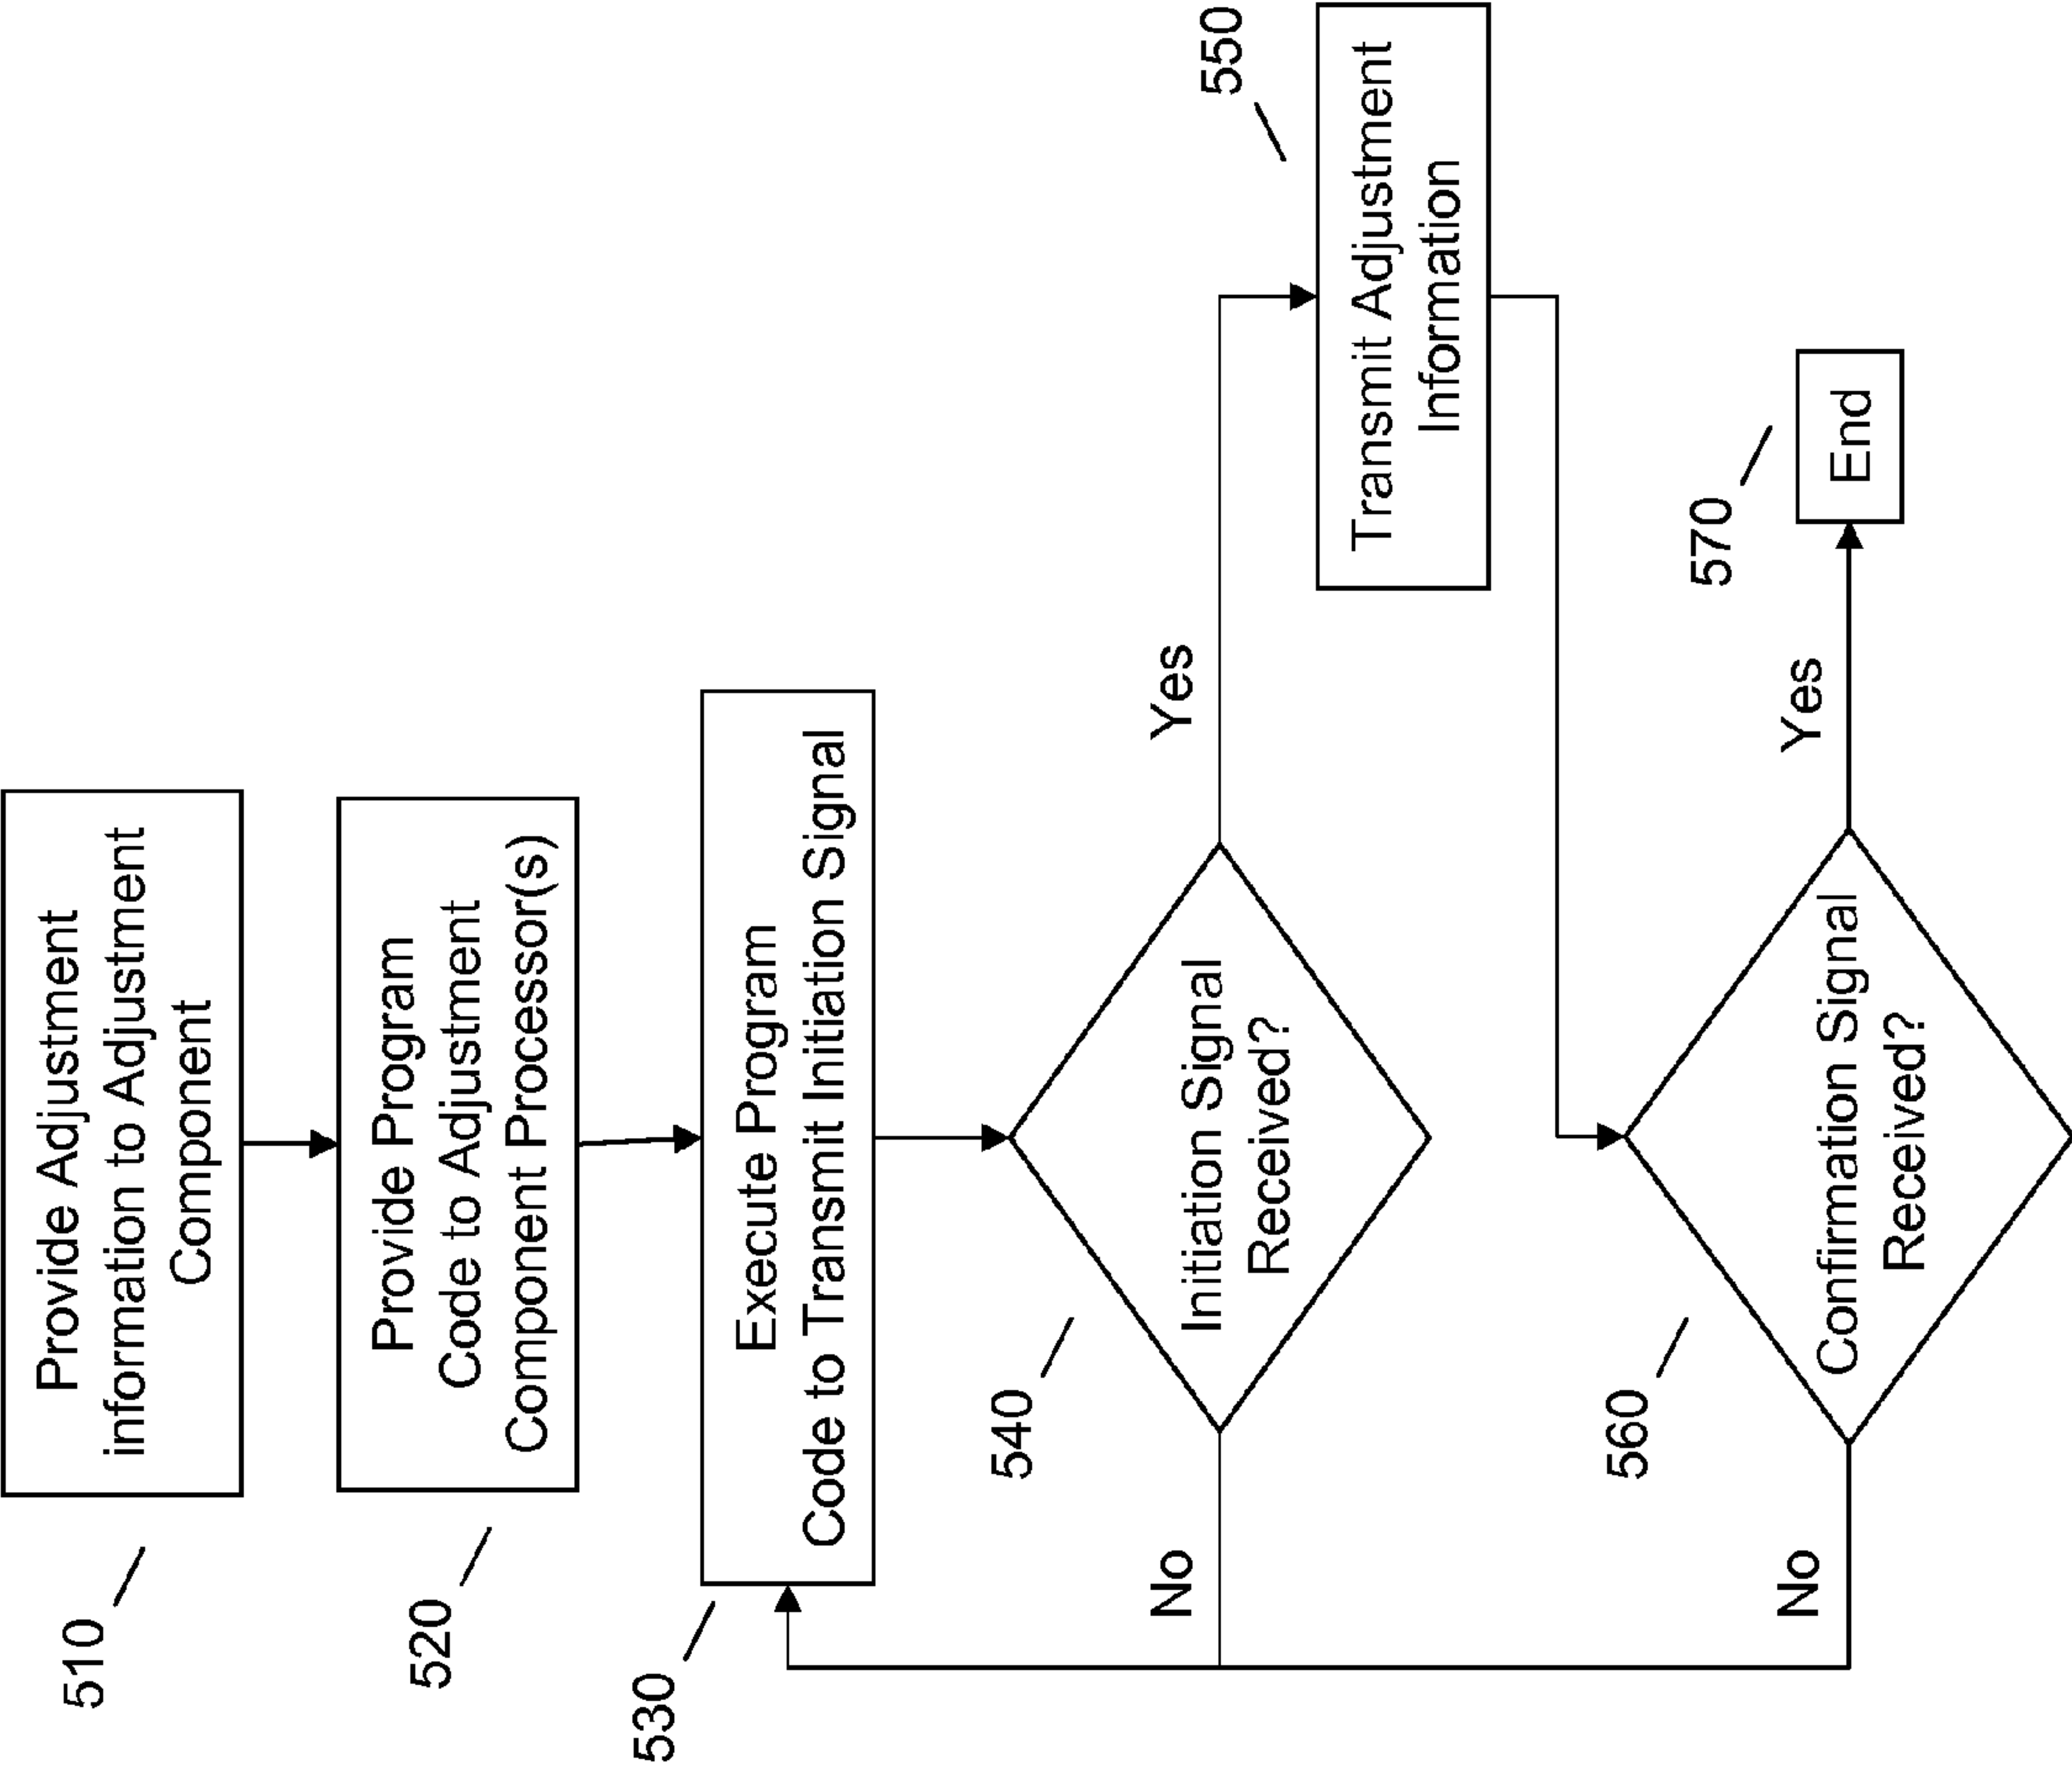 510
Provide Adjustment
information to Adjustment
Component
520
Provide Program
Code to Adjustment
Component Processor(s)
530
Execute Program
Code to Transmit Initiation Signal
540
Initiation Signal
Received?
No
Yes
550
Transmit Adjustment
Information
560
Confirmation Signal
Received?
No
Yes
570
End